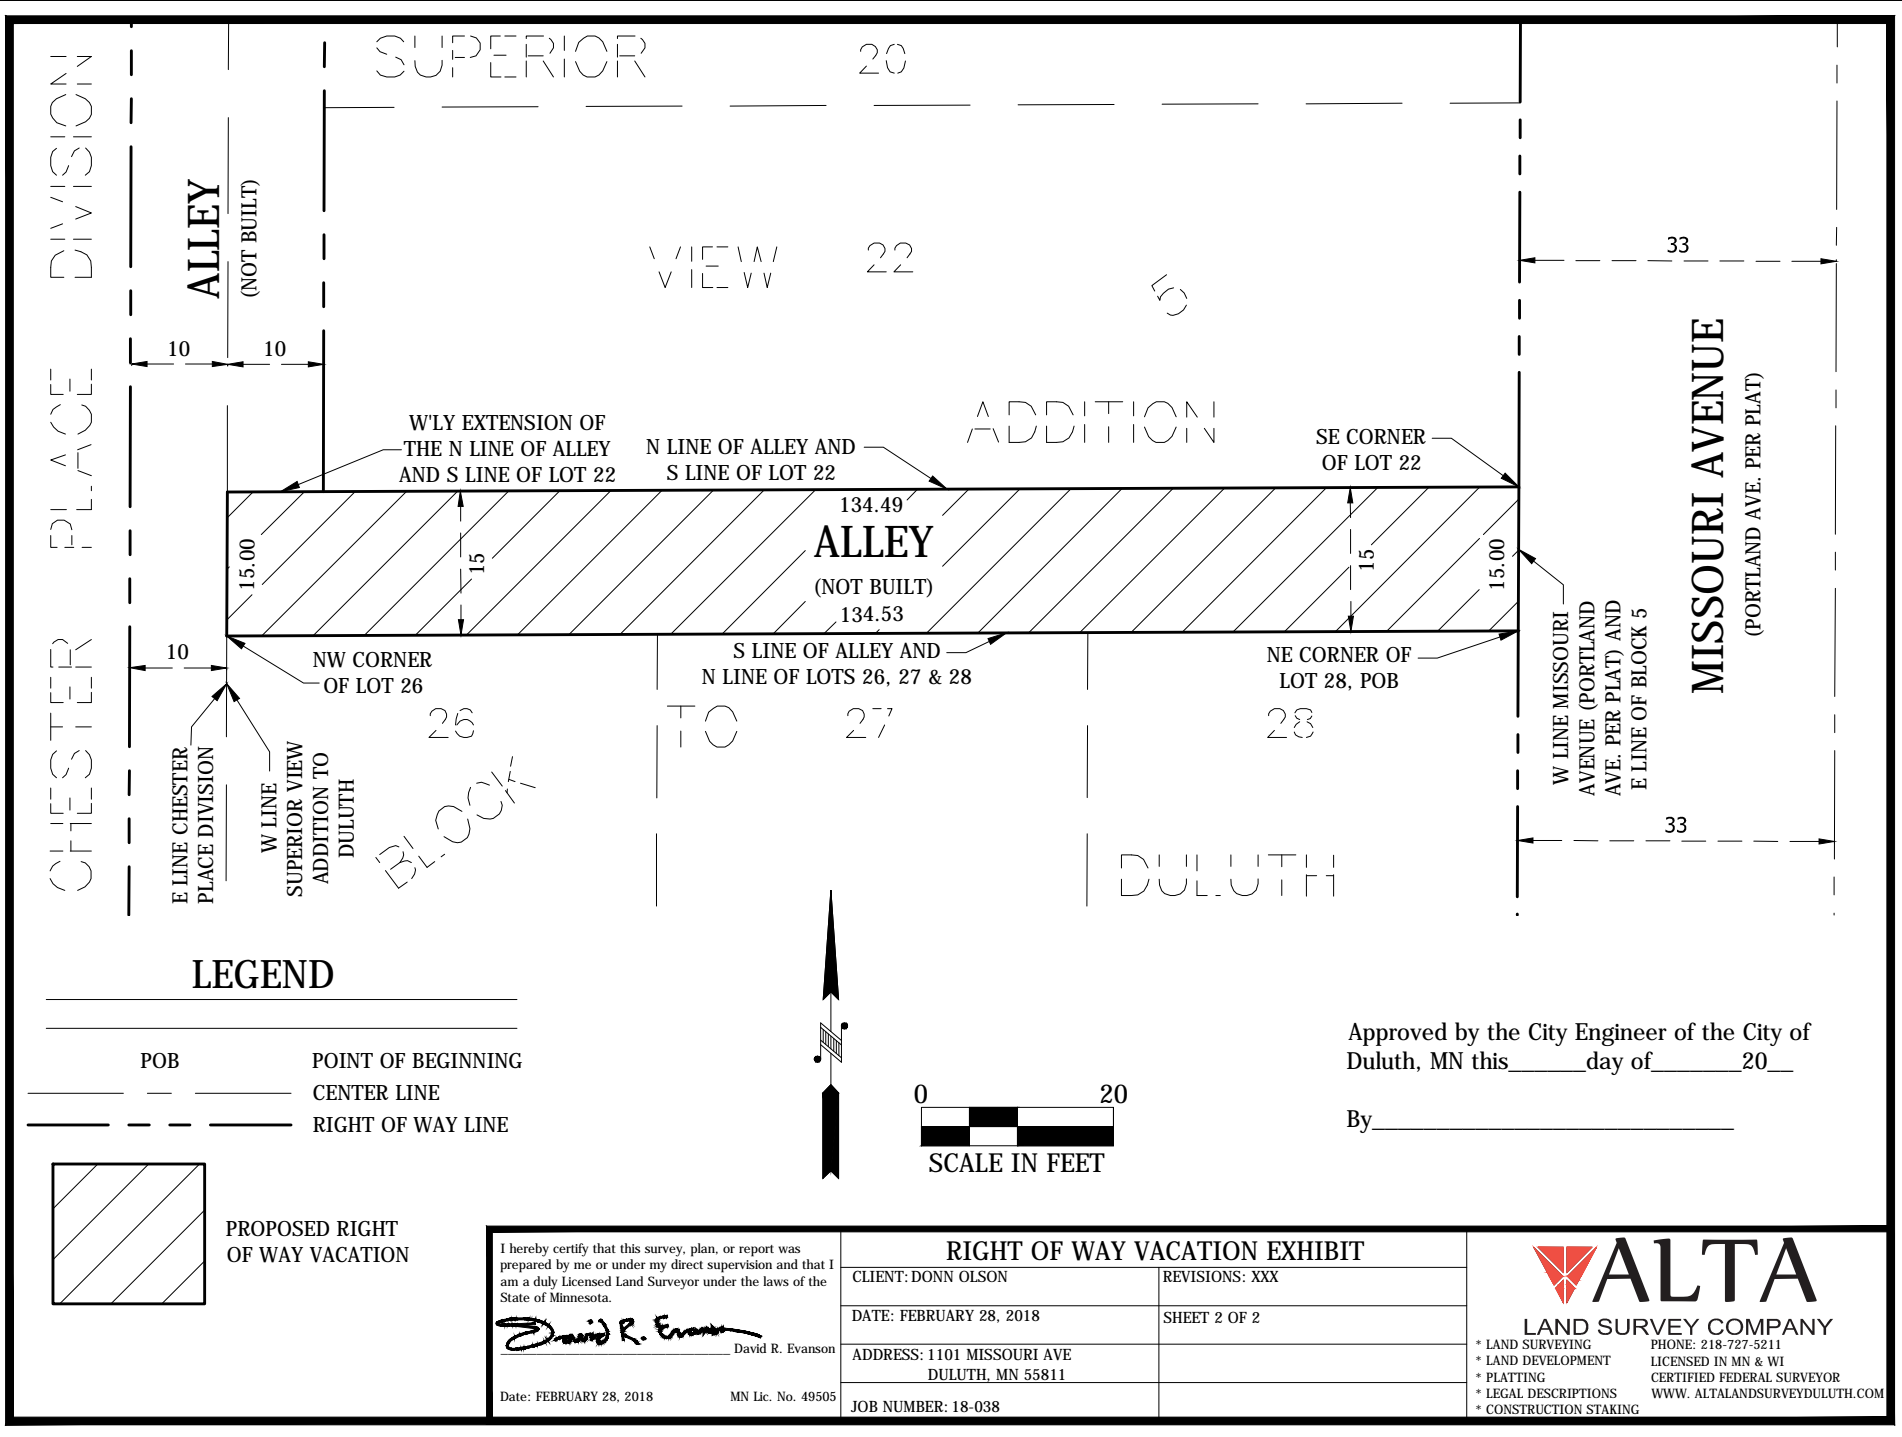 SUPERIOR 20
CHESTER PLACE DIVISION
ALLEY
(NOT BUILT)
VIEW 22
5
33
10 10
ADDITION
W'LY EXTENSION OF
THE N LINE OF ALLEY
AND S LINE OF LOT 22
N LINE OF ALLEY AND
S LINE OF LOT 22
SE CORNER
OF LOT 22
MISSOURI AVENUE
(PORTLAND AVE. PER PLAT)
134.49
ALLEY
(NOT BUILT)
134.53
15.00
15
15
15.00
10
NW CORNER
OF LOT 26
S LINE OF ALLEY AND
N LINE OF LOTS 26, 27 & 28
NE CORNER OF
LOT 28, POB
W LINE MISSOURI
AVENUE (PORTLAND
AVE. PER PLAT) AND
E LINE OF BLOCK 5
26 TO 27 28
E LINE CHESTER
PLACE DIVISION
W LINE
SUPERIOR VIEW
ADDITION TO
DULUTH
BLOCK
DULUTH
33
LEGEND
POB POINT OF BEGINNING
CENTER LINE
RIGHT OF WAY LINE
PROPOSED RIGHT
OF WAY VACATION
N
0 20
SCALE IN FEET
Approved by the City Engineer of the City of
Duluth, MN this______day of_______20__
By____________________________
I hereby certify that this survey, plan, or report was
prepared by me or under my direct supervision and that I
am a duly Licensed Land Surveyor under the laws of the
State of Minnesota.
David R. Evanson
David R. Evanson
Date: FEBRUARY 28, 2018 MN Lic. No. 49505
RIGHT OF WAY VACATION EXHIBIT
CLIENT: DONN OLSON REVISIONS: XXX
DATE: FEBRUARY 28, 2018 SHEET 2 OF 2
ADDRESS: 1101 MISSOURI AVE
DULUTH, MN 55811
JOB NUMBER: 18-038
ALTA
LAND SURVEY COMPANY
* LAND SURVEYING PHONE: 218-727-5211
* LAND DEVELOPMENT LICENSED IN MN & WI
* PLATTING CERTIFIED FEDERAL SURVEYOR
* LEGAL DESCRIPTIONS WWW. ALTALANDSURVEYDULUTH.COM
* CONSTRUCTION STAKING